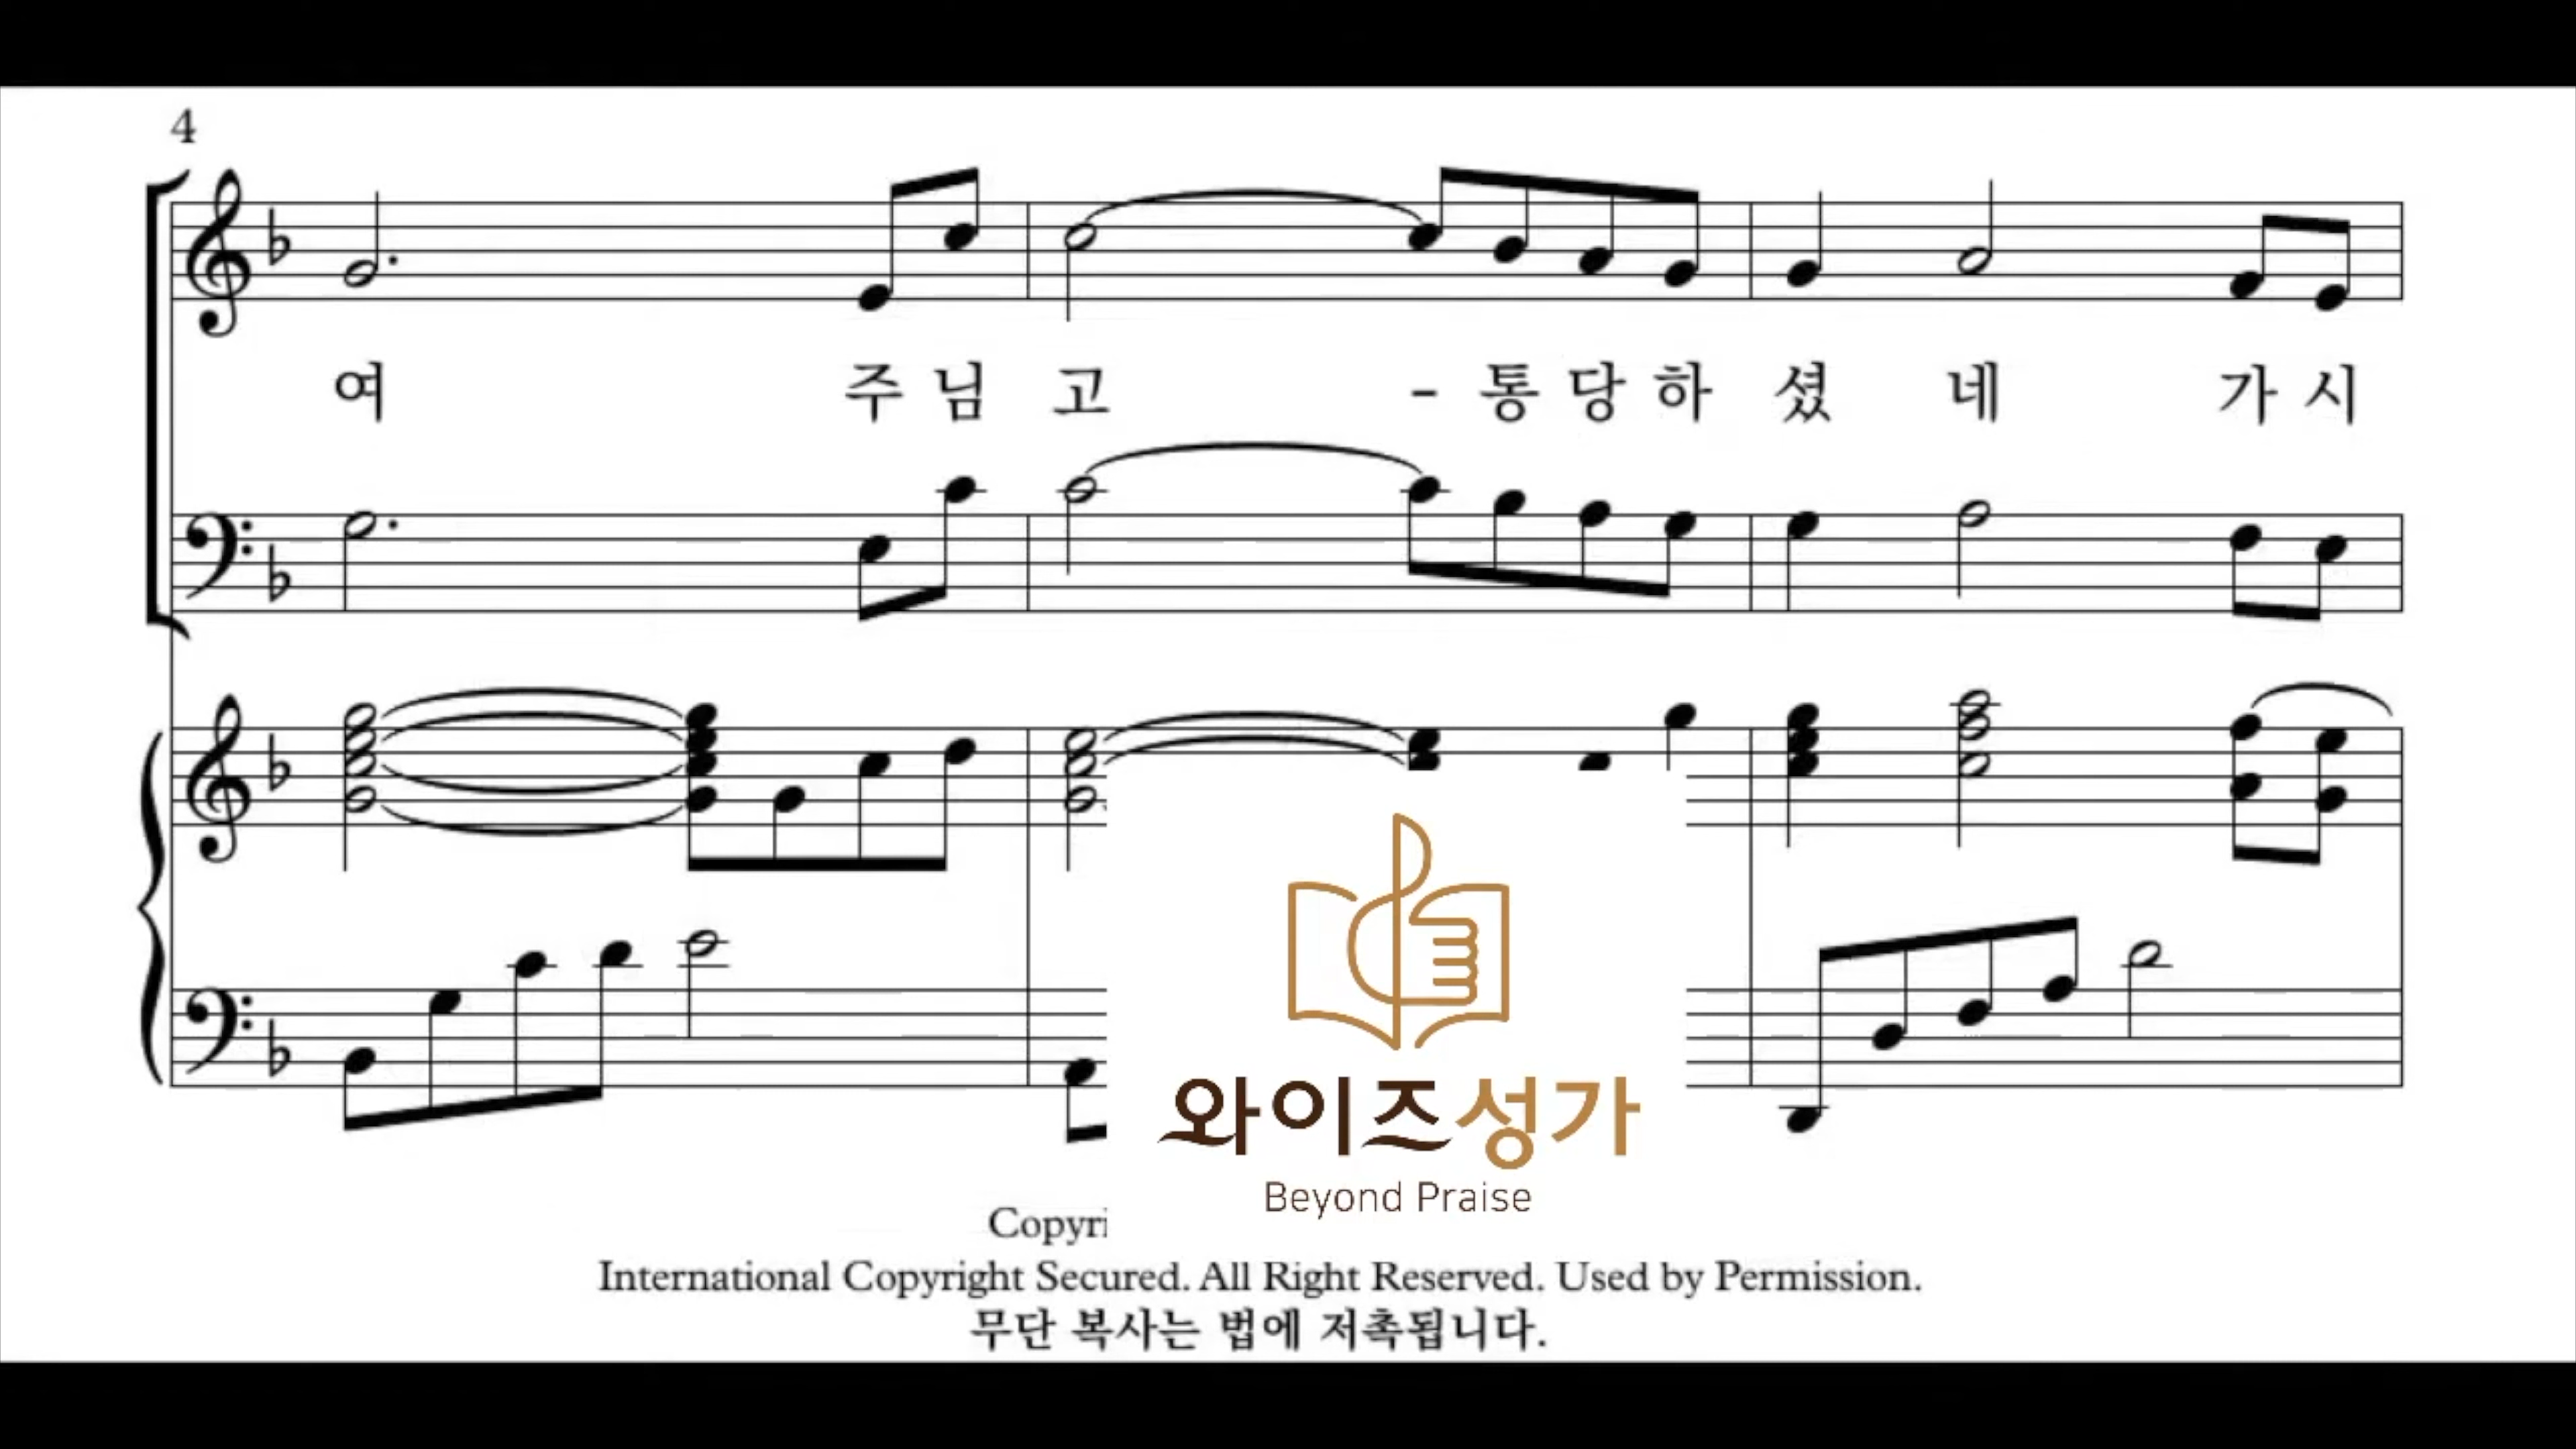 4
여 주 님 고 - 통 당 하 셨 네 가 시
와이즈성가
Beyond Praise
International Copyright Secured. All Right Reserved. Used by Permission.
무단 복사는 법에 저촉됩니다.